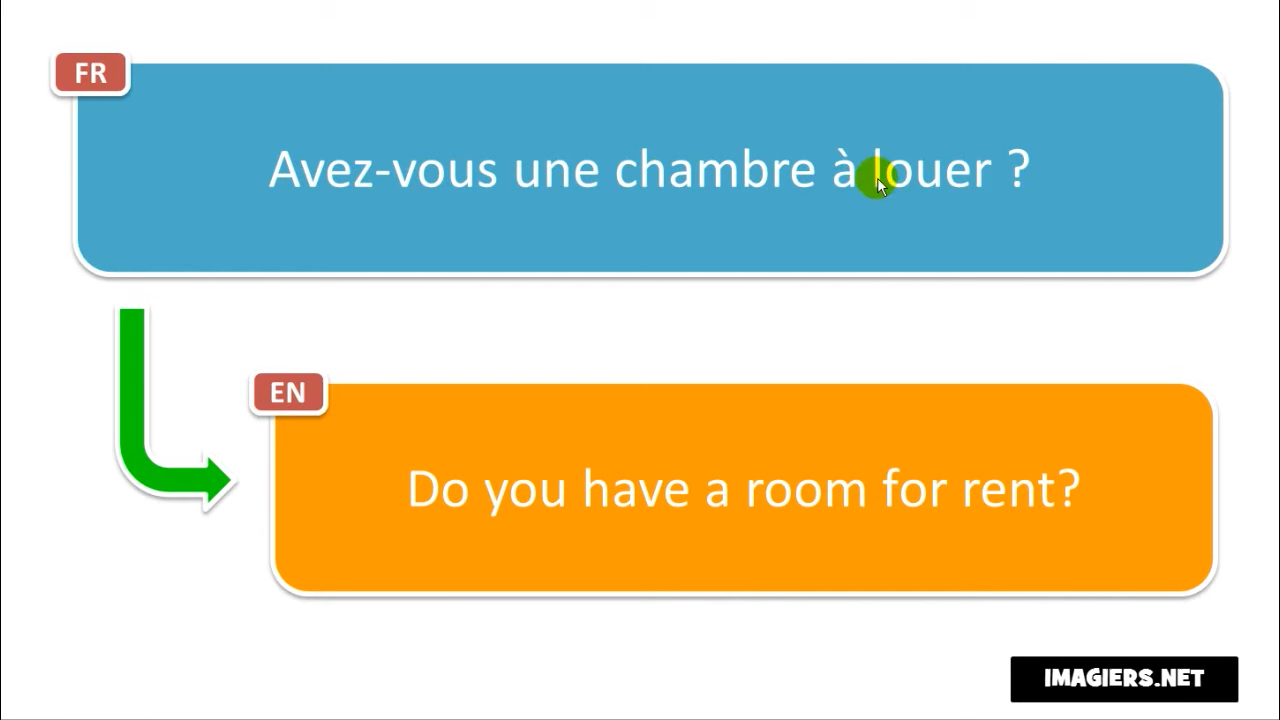 FR
Avez-vous une chambre à louer ?
EN
Do you have a room for rent?
IMAGIERS.NET